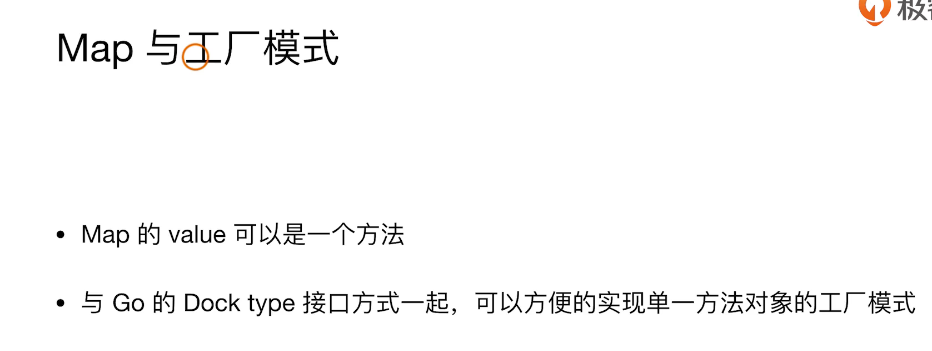 极客
Map 与工厂模式
• Map 的 value 可以是一个方法
• 与 Go 的 Dock type 接口方式一起，可以方便的实现单一方法对象的工厂模式